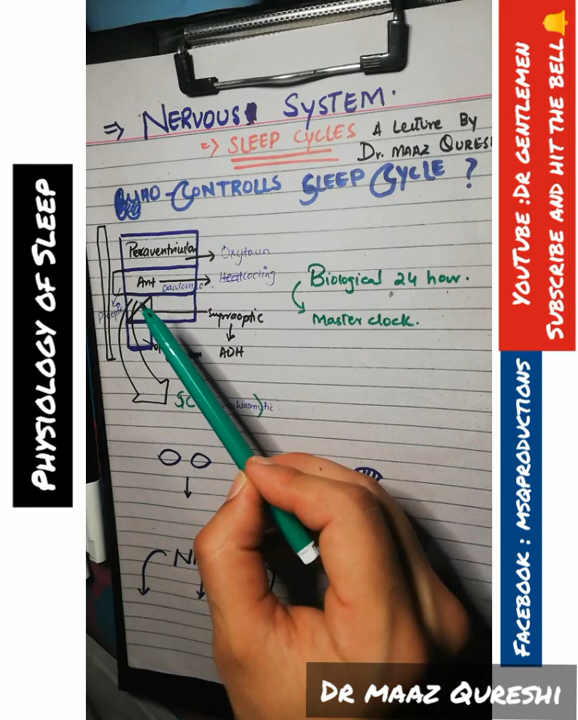 PHYSIOLOGY OF SLEEP
YOUTUBE :DR GENTLEMEN
SUBSCRIBE AND HIT THE BELL🔔
FACEBOOK : MSQPRODUCTIONS
=> NERVOUS SYSTEM.
=> SLEEP CYCLES A Lecture By
Dr. MAAZ QURESHI
WHO CONTROLLS SLEEP CYCLE ?
Paraventricular → Oxytocin
Ant → Heat cooling
Biological 24 hour.
Supraoptic
Master clock.
ADH
SC
DR MAAZ QURESHI